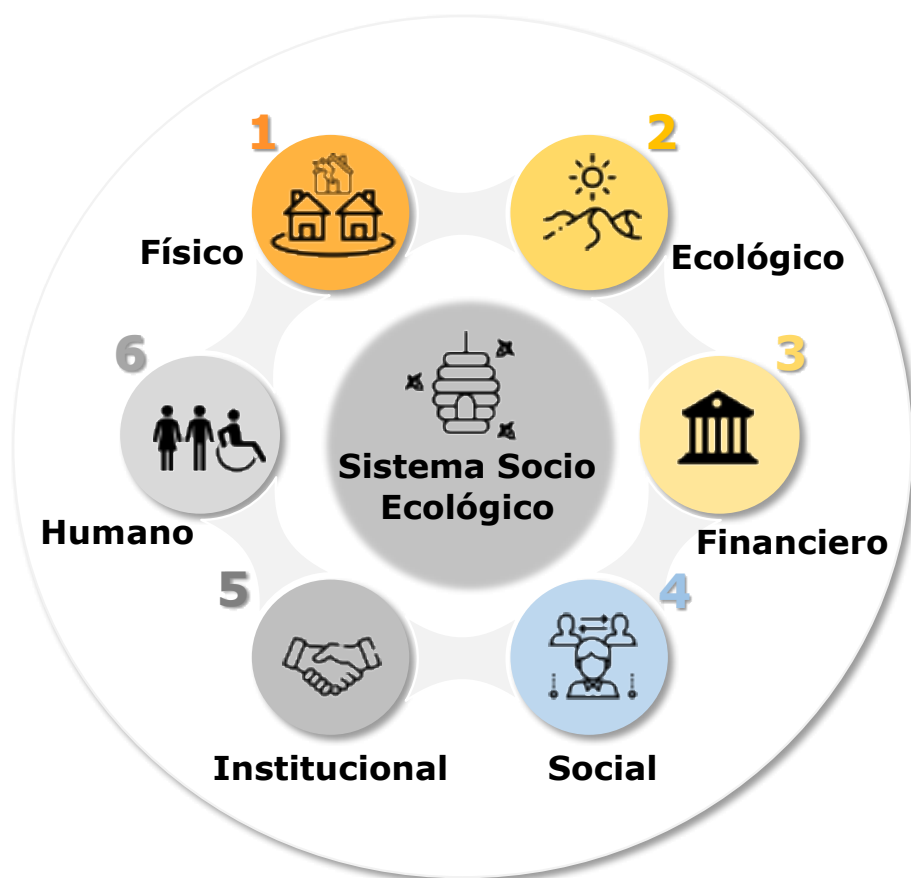 1
Físico
2
Ecológico
3
Financiero
4
Social
5
Institucional
6
Humano
Sistema Socio
Ecológico